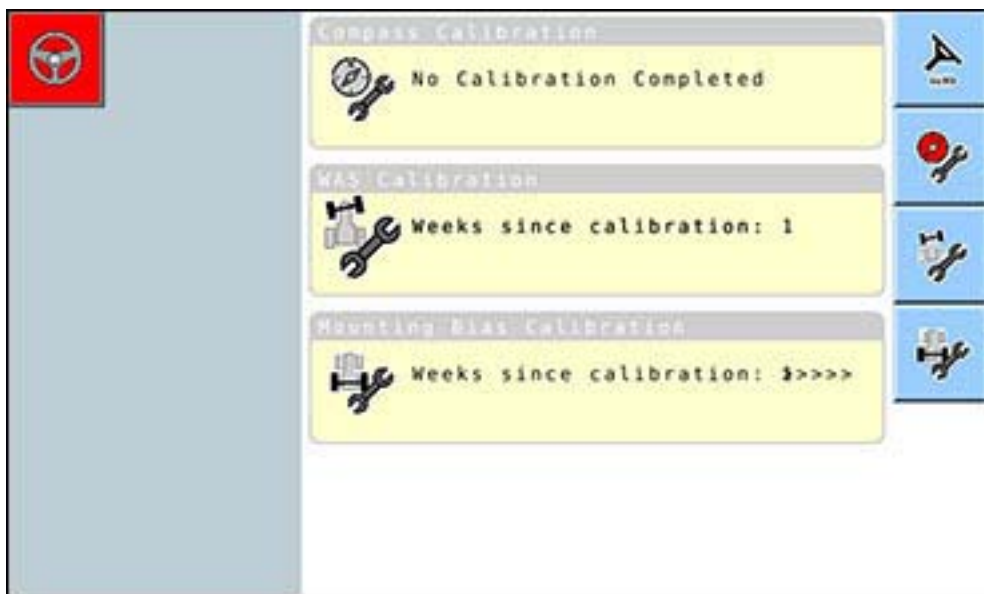 Compass Calibration
No Calibration Completed
WAS Calibration
Weeks since calibration: 1
Mounting Bias Calibration
Weeks since calibration: >>>>